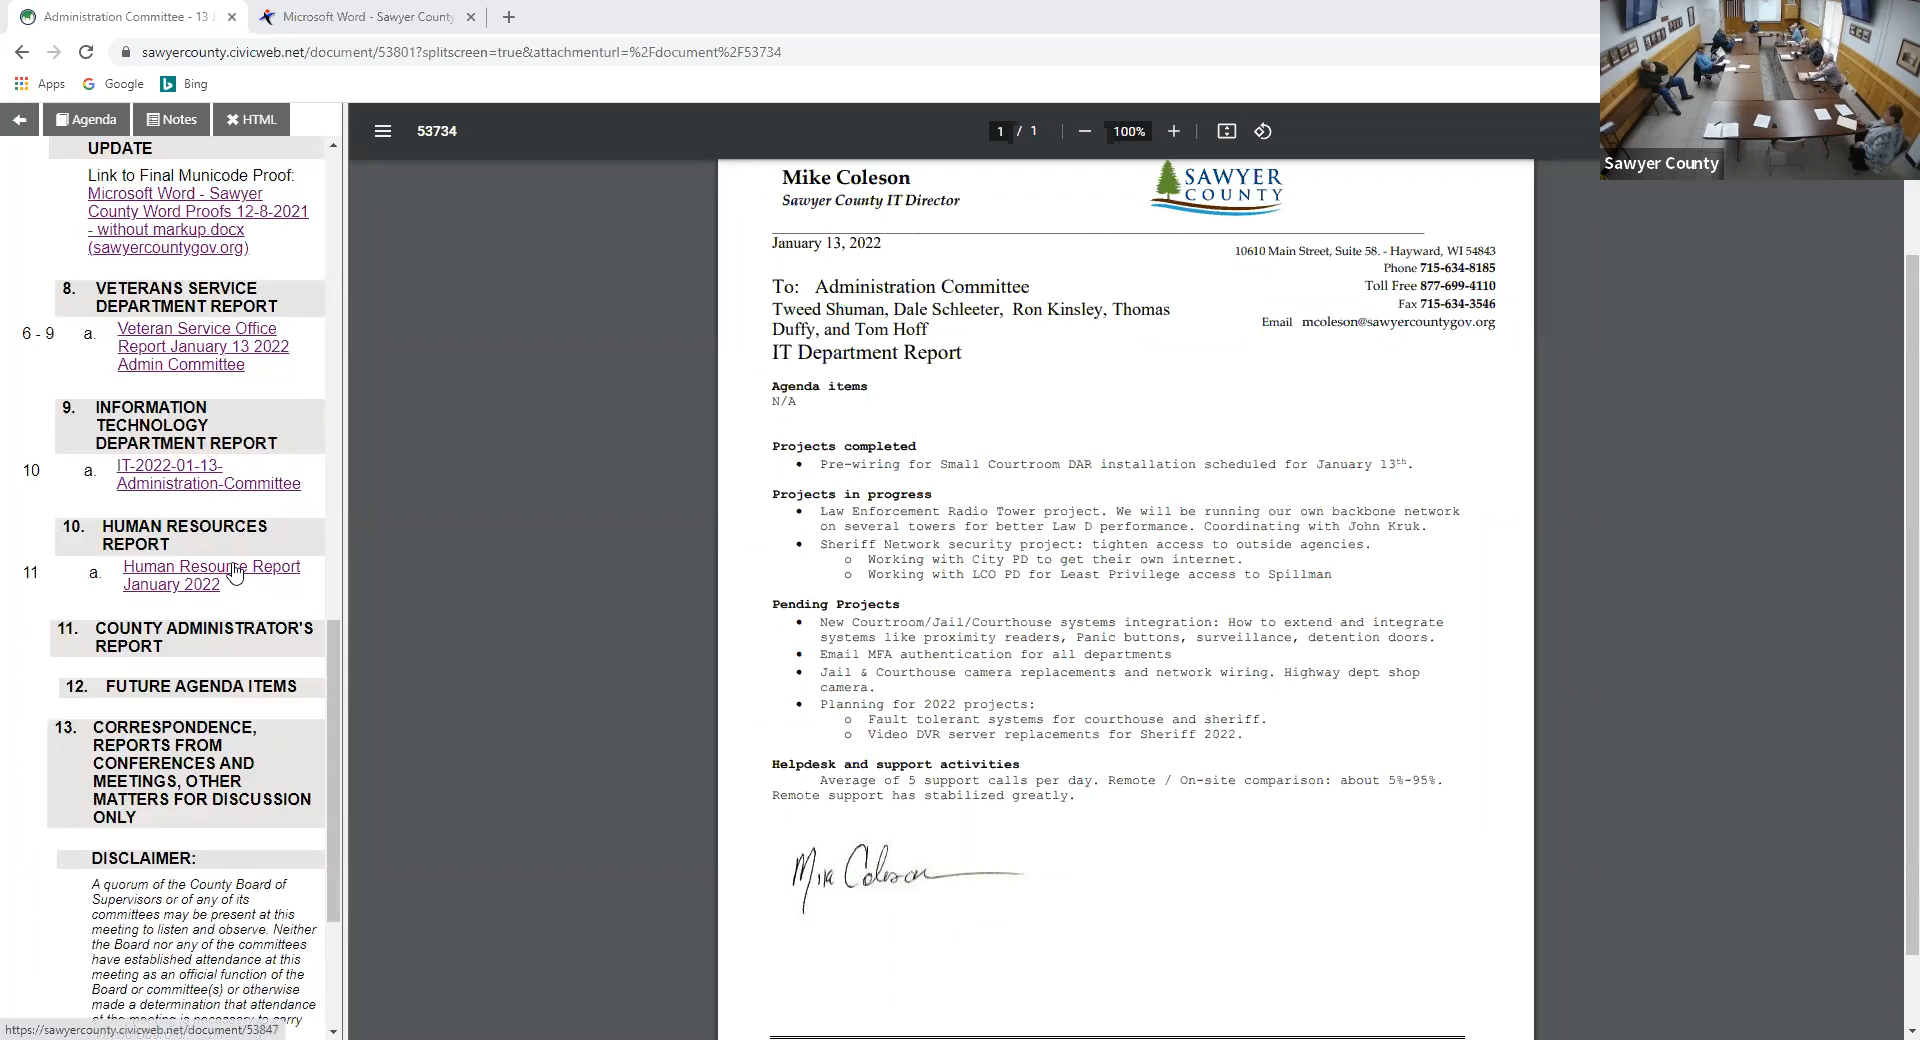 Administration Committee - 13 J
Microsoft Word - Sawyer County
sawyercounty.civicweb.net/document/53801?splitscreen=true&attachmenturl=%2Fdocument%2F53734
Apps Google Bing
Agenda Notes HTML
UPDATE
Link to Final Municode Proof:
Microsoft Word - Sawyer
County Word Proofs 12-8-2021
- without markup.docx
(sawyercountygov.org)
8. VETERANS SERVICE
DEPARTMENT REPORT
6 - 9 a. Veteran Service Office
Report January 13 2022
Admin Committee
9. INFORMATION
TECHNOLOGY
DEPARTMENT REPORT
10 a. IT-2022-01-13-
Administration-Committee
10. HUMAN RESOURCES
REPORT
11 a. Human Resource Report
January 2022
11. COUNTY ADMINISTRATOR'S
REPORT
12. FUTURE AGENDA ITEMS
13. CORRESPONDENCE,
REPORTS FROM
CONFERENCES AND
MEETINGS, OTHER
MATTERS FOR DISCUSSION
ONLY
DISCLAIMER:
A quorum of the County Board of
Supervisors or of any of its
committees may be present at this
meeting to listen and observe. Neither
the Board nor any of the committees
have established attendance at this
meeting as an official function of the
Board or committee(s) or otherwise
made a determination that attendance
at the meeting is necessary to carry
https://sawyercounty.civicweb.net/document/53847
53734
1 / 1
100%
Mike Coleson
Sawyer County IT Director
SAWYER
COUNTY
January 13, 2022
10610 Main Street, Suite 58. - Hayward, WI 54843
Phone 715-634-8185
Toll Free 877-699-4110
Fax 715-634-3546
Email mcoleson@sawyercountygov.org
To: Administration Committee
Tweed Shuman, Dale Schleeter, Ron Kinsley, Thomas
Duffy, and Tom Hoff
IT Department Report
Agenda items
N/A
Projects completed
• Pre-wiring for Small Courtroom DAR installation scheduled for January 13th.
Projects in progress
• Law Enforcement Radio Tower project. We will be running our own backbone network
on several towers for better Law D performance. Coordinating with John Kruk.
• Sheriff Network security project: tighten access to outside agencies.
o Working with City PD to get their own internet.
o Working with LCO PD for Least Privilege access to Spillman
Pending Projects
• New Courtroom/Jail/Courthouse systems integration: How to extend and integrate
systems like proximity readers, Panic buttons, surveillance, detention doors.
• Email MFA authentication for all departments
• Jail & Courthouse camera replacements and network wiring. Highway dept shop
camera.
• Planning for 2022 projects:
o Fault tolerant systems for courthouse and sheriff.
o Video DVR server replacements for Sheriff 2022.
Helpdesk and support activities
Average of 5 support calls per day. Remote / On-site comparison: about 5%-95%.
Remote support has stabilized greatly.
Mike Coleson
Sawyer County